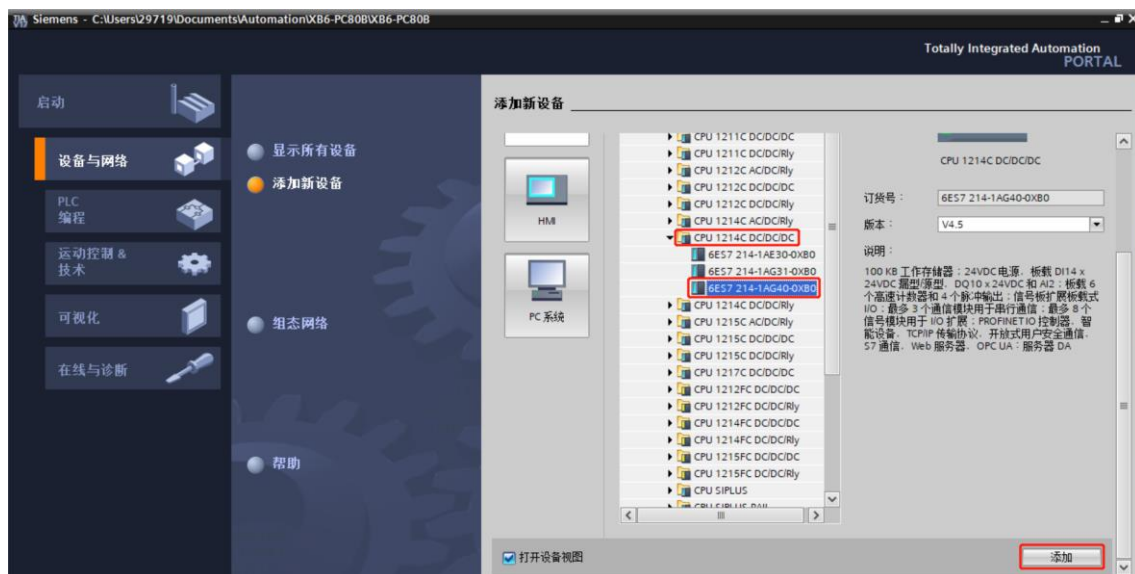 Siemens - C:\Users\29719\Documents\Automation\XB6-PC80B\XB6-PC80B
Totally Integrated Automation
PORTAL
启动
设备与网络
PLC
编程
运动控制 &
技术
可视化
在线与诊断
显示所有设备
添加新设备
组态网络
帮助
添加新设备
HMI
PC 系统
CPU 1211C DC/DC/DC
CPU 1211C DC/DC/Rly
CPU 1212C AC/DC/Rly
CPU 1212C DC/DC/DC
CPU 1212C DC/DC/Rly
CPU 1214C AC/DC/Rly
CPU 1214C DC/DC/DC
6ES7 214-1AE30-0XB0
6ES7 214-1AG31-0XB0
6ES7 214-1AG40-0XB0
CPU 1214C DC/DC/Rly
CPU 1215C AC/DC/Rly
CPU 1215C DC/DC/DC
CPU 1215C DC/DC/Rly
CPU 1217C DC/DC/DC
CPU 1212FC DC/DC/DC
CPU 1212FC DC/DC/Rly
CPU 1214FC DC/DC/DC
CPU 1214FC DC/DC/Rly
CPU 1215FC DC/DC/DC
CPU 1215FC DC/DC/Rly
CPU SIPLUS
CPU SIPLUS RAIL
CPU 1214C DC/DC/DC
订货号：
6ES7 214-1AG40-0XB0
版本：
V4.5
说明：
100 KB 工作存储器；24VDC 电源，板载 DI14 x
24VDC 漏型/源型，DQ10 x 24VDC 和 AI2；板载 6
个高速计数器和 4 个脉冲输出；信号板扩展板载式
I/O；最多 3 个通信模块用于串行通信；最多 8 个
信号模块用于 I/O 扩展；PROFINET IO 控制器、智
能设备、TCP/IP 传输协议、开放式用户安全通信、
S7 通信、Web 服务器、OPC UA：服务器 DA
打开设备视图
添加